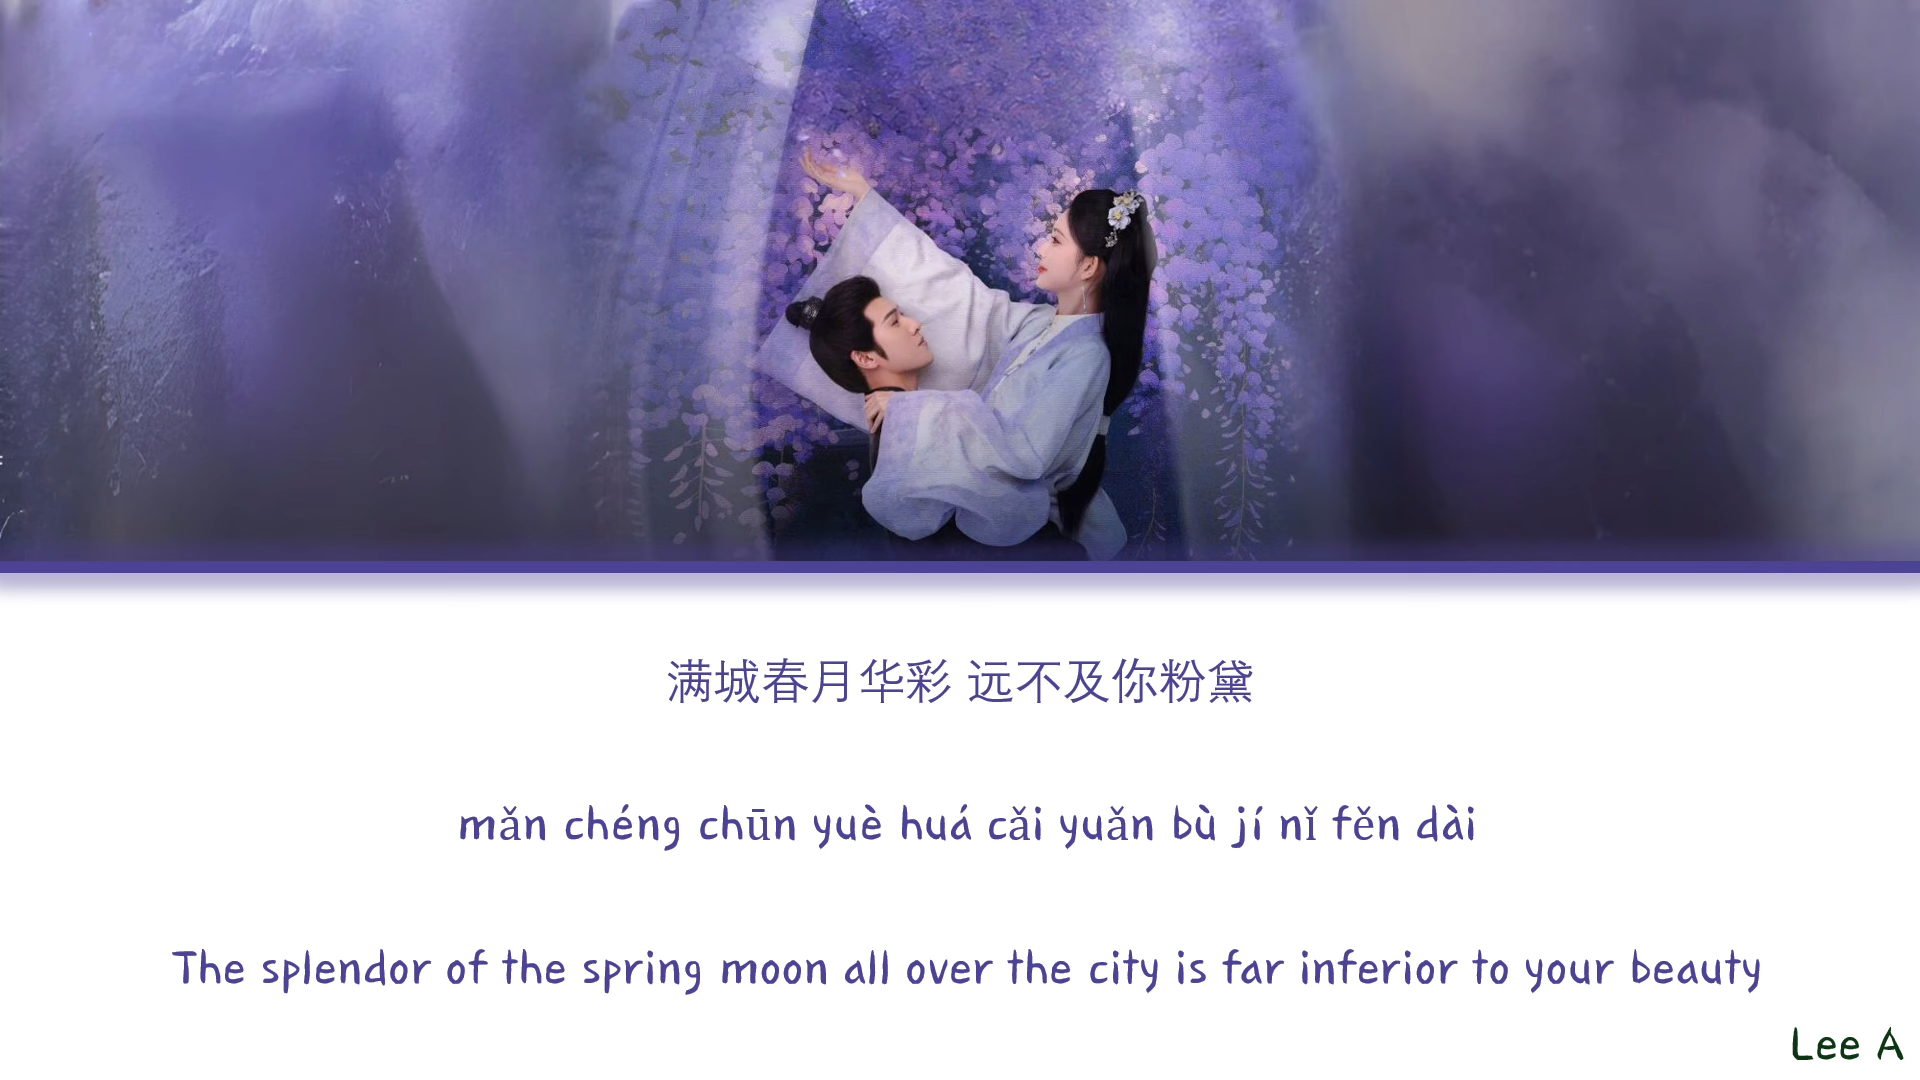 满城春月华彩 远不及你粉黛
mǎn chéng chūn yuè huá cǎi yuǎn bù jí nǐ fěn dài
The splendor of the spring moon all over the city is far inferior to your beauty
Lee A